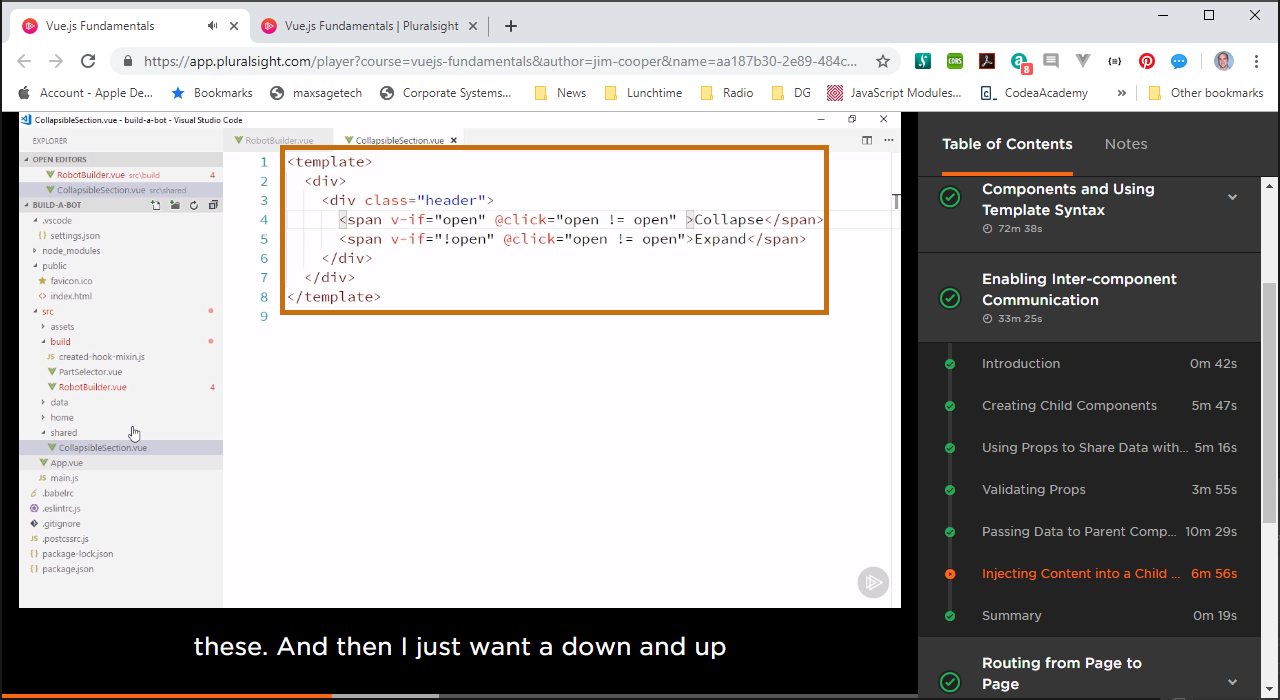 Vue.js Fundamentals
Vue.js Fundamentals | Pluralsight
https://app.pluralsight.com/player?course=vuejs-fundamentals&author=jim-cooper&name=aa187b30-2e89-484c...
CORS
8
Account - Apple De...
Bookmarks
maxsagetech
Corporate Systems...
News
Lunchtime
Radio
DG
JavaScript Modules...
CodeaAcademy
»
Other bookmarks
CollapsibleSection.vue - build-a-bot - Visual Studio Code
EXPLORER
RobotBuilder.vue
CollapsibleSection.vue
OPEN EDITORS
RobotBuilder.vue src\build 4
CollapsibleSection.vue src\shared
BUILD-A-BOT
.vscode
{} settings.json
node_modules
public
favicon.ico
<> index.html
src
assets
build
JS created-hook-mixin.js
PartSelector.vue
RobotBuilder.vue 4
data
home
shared
CollapsibleSection.vue
App.vue
JS main.js
.babelrc
.eslintrc.js
.gitignore
JS .postcssrc.js
{} package-lock.json
{} package.json
1 <template>
2 <div>
3 <div class="header">
4 <span v-if="open" @click="open != open" >Collapse</span>
5 <span v-if="!open" @click="open != open">Expand</span>
6 </div>
7 </div>
8 </template>
9
these. And then I just want a down and up
Table of Contents
Notes
Components and Using
Template Syntax
72m 38s
Enabling Inter-component
Communication
33m 25s
Introduction 0m 42s
Creating Child Components 5m 47s
Using Props to Share Data with... 5m 16s
Validating Props 3m 55s
Passing Data to Parent Comp... 10m 29s
Injecting Content into a Child ... 6m 56s
Summary 0m 19s
Routing from Page to
Page